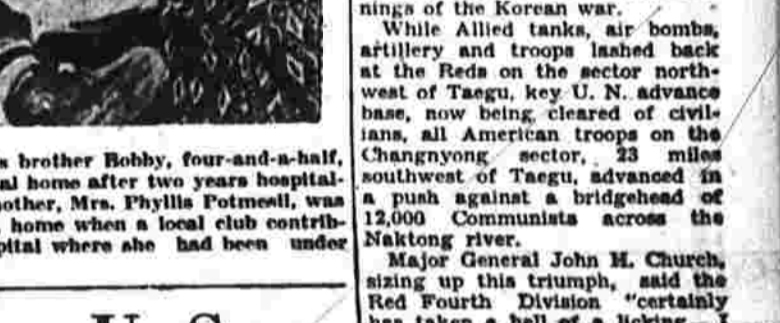 s brother Bobby, four-and-a-half,
al home after two years hospital-
other, Mrs. Phyllis Potmesil, was
home when a local club contrib-
pital where she had been under
U. S.
nings of the Korean war.
While Allied tanks, air bombs,
artillery and troops lashed back
at the Reds on the sector north-
west of Taegu, key U. N. advance
base, now being cleared of civil-
ians, all American troops on the
Changnyong sector, 23 miles
southwest of Taegu, advanced in
a push against a bridgehead of
12,000 Communists across the
Naktong river.
Major General John H. Church,
sizing up this triumph, said the
Red Fourth Division "certainly
has taken a hell of a licking. I